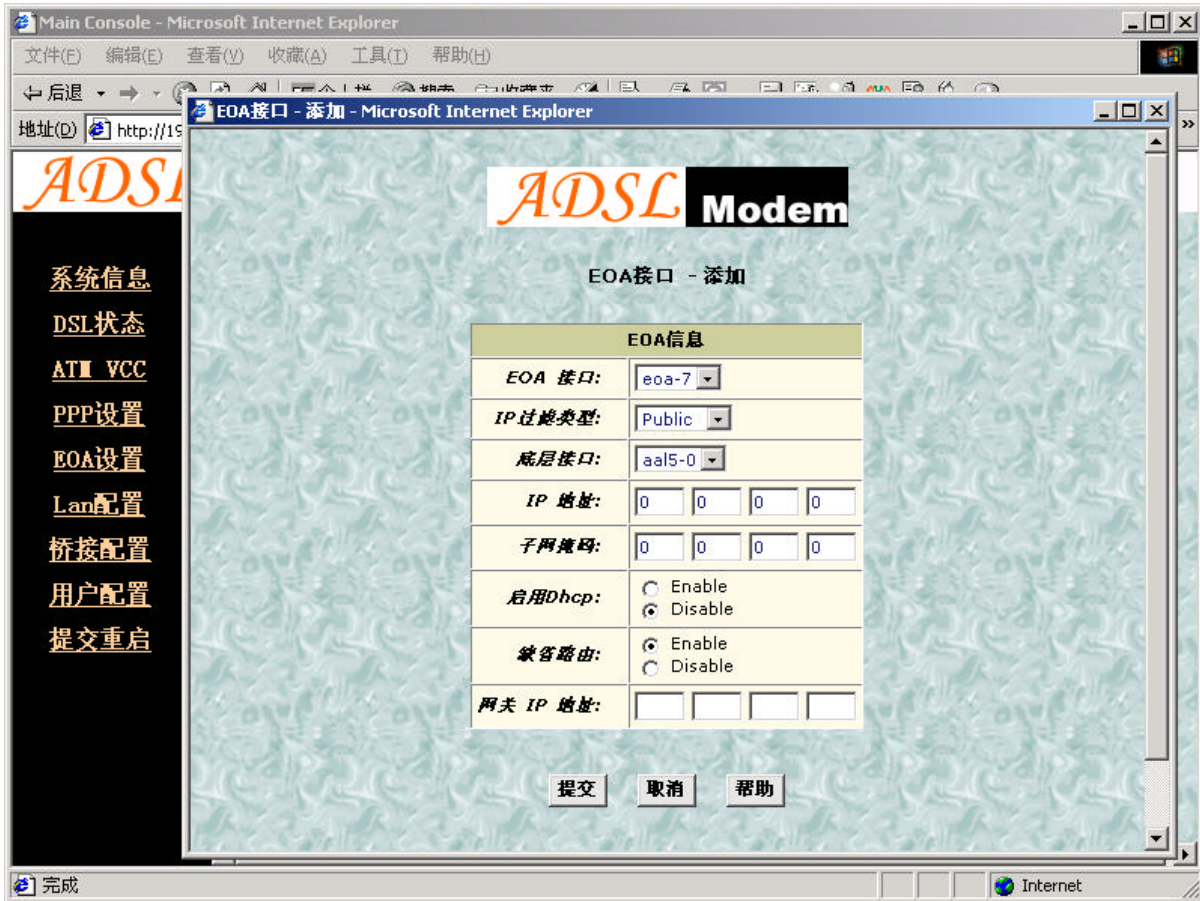 Main Console - Microsoft Internet Explorer
文件(F) 编辑(E) 查看(V) 收藏(A) 工具(T) 帮助(H)
后退
地址(D) http://19
EOA接口 - 添加 - Microsoft Internet Explorer
ADSL
系统信息
DSL状态
ATM VCC
PPP设置
EOA设置
Lan配置
桥接配置
用户配置
提交重启
ADSL Modem
EOA接口 - 添加
EOA信息
EOA 接口: eoa-7
IP过滤类型: Public
底层接口: aal5-0
IP 地址: 0 0 0 0
子网掩码: 0 0 0 0
启用Dhcp: Enable
Disable
缺省路由: Enable
Disable
网关 IP 地址:
提交 取消 帮助
完成 Internet